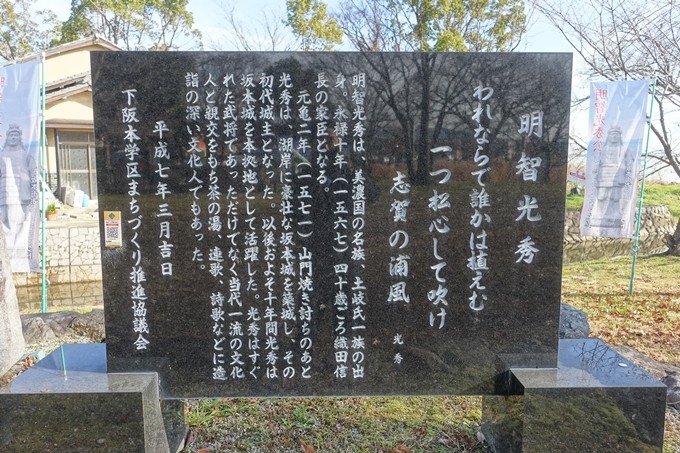 明智光秀
われならで誰かは植えむ
一つ松心して吹け
志賀の浦風
光秀
明智光秀は、美濃国の名族、土岐氏一族の出
身。永禄十年(一五六七)四十歳ごろ織田信
長の家臣となる。
元亀二年(一五七一)山門焼き討ちのあと
光秀は、湖岸に豪壮な坂本城を築城し、その
初代城主となった。以後およそ十年間光秀は
坂本城を本拠地として活躍した。光秀はすぐ
れた武将であっただけでなく当代一流の文化
人と親交をもち茶の湯、連歌、詩歌などに造
詣の深い文化人でもあった。
平成七年三月吉日
下阪本学区まちづくり推進協議会
明智光秀